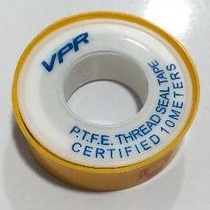 VPR
P.T.F.E. THREAD SEAL TAPE
CERTIFIED 10METERS